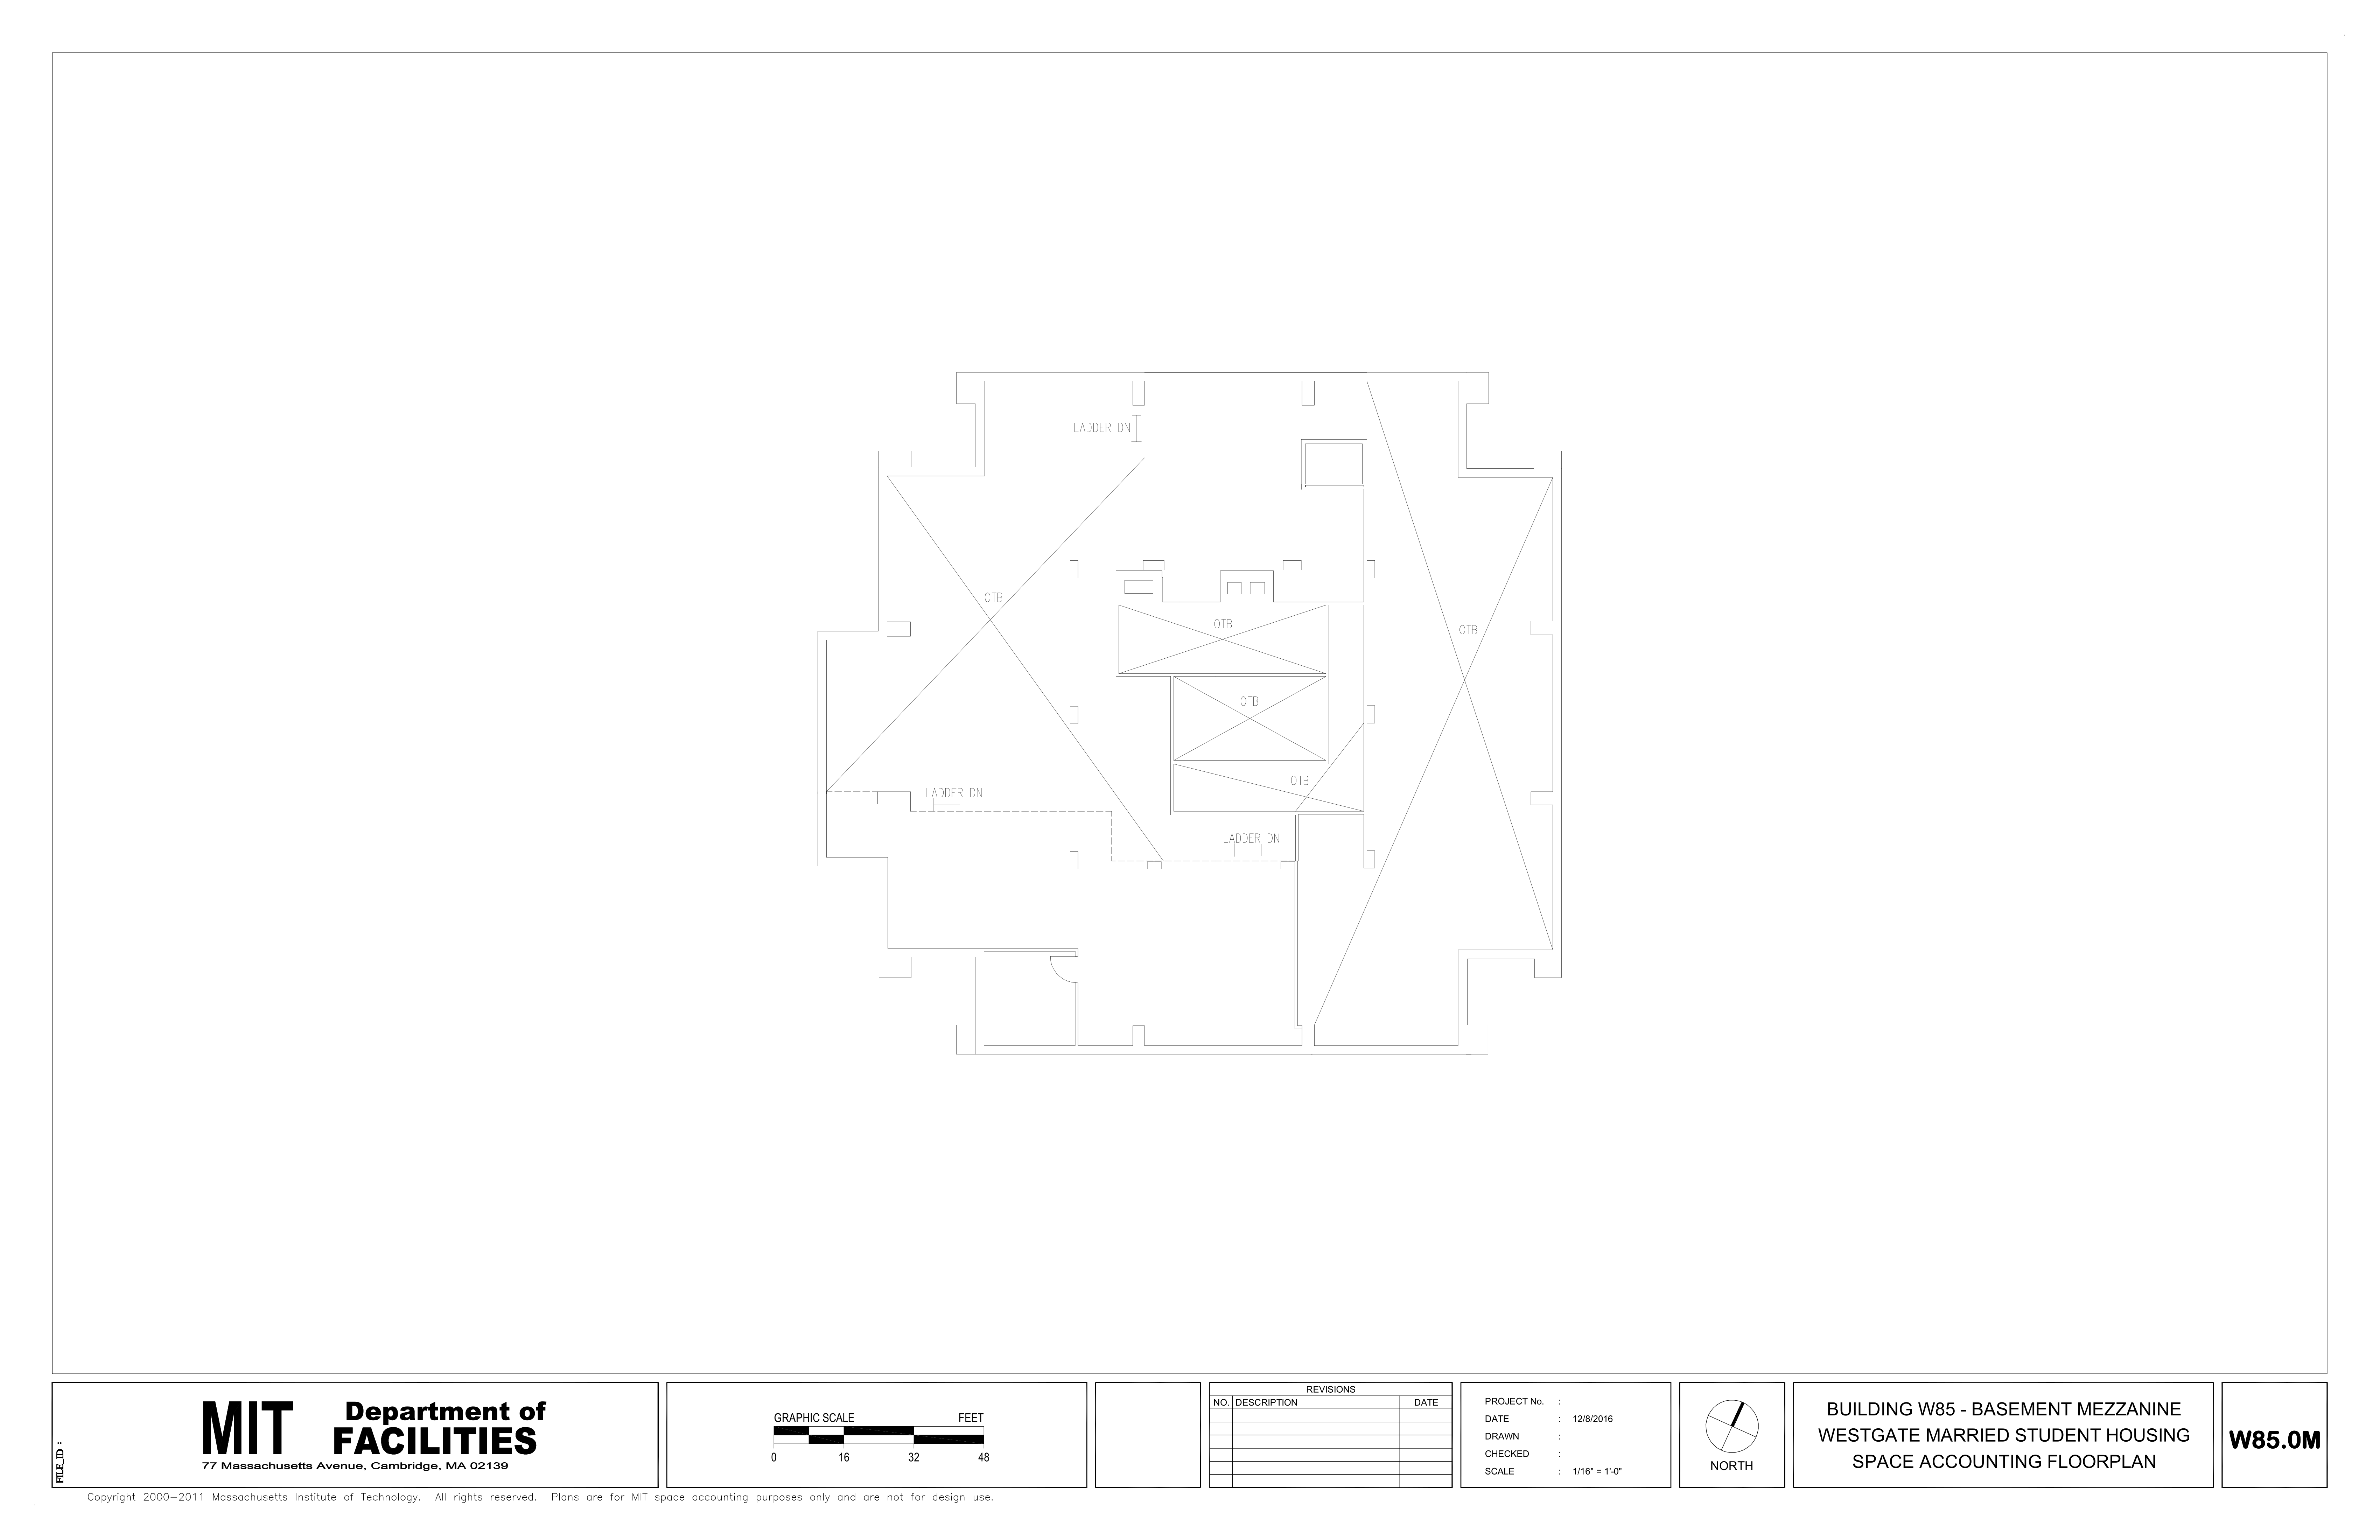 LADDER DN
OTB
OTB
OTB
OTB
OTB
LADDER DN
LADDER DN
FILE_ID :
MIT
Department of
FACILITIES
77 Massachusetts Avenue, Cambridge, MA 02139
GRAPHIC SCALE FEET
0 16 32 48
REVISIONS
NO. DESCRIPTION DATE
PROJECT No. :
DATE : 12/8/2016
DRAWN :
CHECKED :
SCALE : 1/16" = 1'-0"
NORTH
BUILDING W85 - BASEMENT MEZZANINE
WESTGATE MARRIED STUDENT HOUSING
SPACE ACCOUNTING FLOORPLAN
W85.0M
Copyright 2000-2011 Massachusetts Institute of Technology. All rights reserved. Plans are for MIT space accounting purposes only and are not for design use.